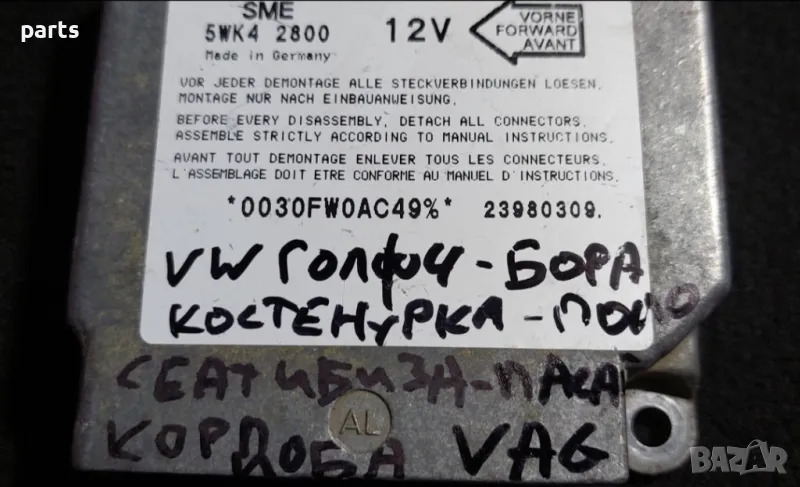 parts
SME
5WK4 2800 12V
VORNE
FORWARD
AVANT
Made in Germany
VOR JEDER DEMONTAGE ALLE STECKVERBINDUNGEN LOESEN.
MONTAGE NUR NACH EINBAUANWEISUNG.
BEFORE EVERY DISASSEMBLY, DETACH ALL CONNECTORS.
ASSEMBLE STRICTLY ACCORDING TO MANUAL INSTRUCTIONS.
AVANT TOUT DEMONTAGE ENLEVER TOUS LES CONNECTEURS.
L'ASSEMBLAGE DOIT ETRE CONFORME AU MANUEL D'INSTRUCTIONS.
*0030FW0AC49%* 23980309.
VW ГОЛФ 4 - БОРА
КОСТЕНУРКА - ПОЛО
СЕАТ ИБИЗА - ПАСАТ
AL
КОРДОБА VAG
BAZAR